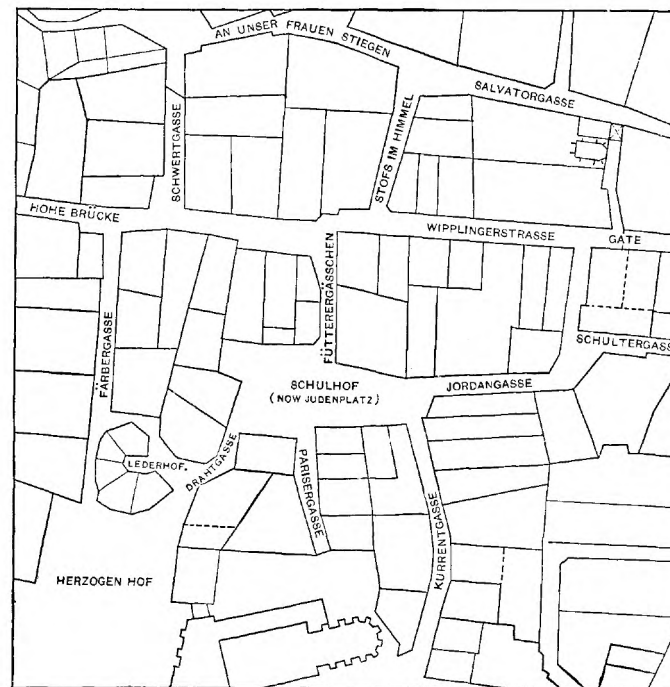 AN UNSER FRAUEN STIEGEN
SALVATORGASSE
SCHWERTGASSE
STOFS IM HIMMEL
HOHE BRÜCKE
WIPPLINGERSTRASSE
GATE
FÜTTERERGÄSSCHEN
FÄRBERGASSE
SCHULTERGASS
SCHULHOF
(NOW JUDENPLATZ)
JORDANGASSE
LEDERHOF.
DRAHTGASSE
PARISERGASSE
KURRENTGASSE
HERZOGEN HOF